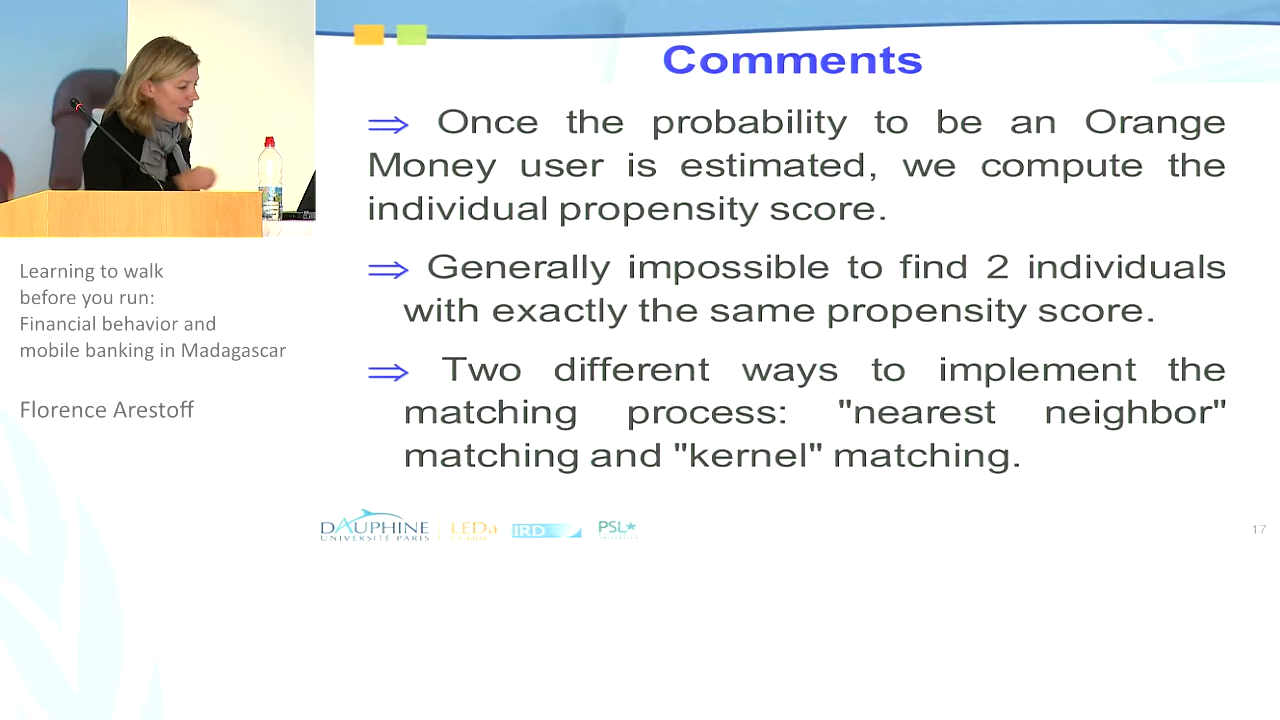 Comments
⇒ Once the probability to be an Orange
Money user is estimated, we compute the
individual propensity score.
⇒ Generally impossible to find 2 individuals
with exactly the same propensity score.
⇒ Two different ways to implement the
matching process: "nearest neighbor"
matching and "kernel" matching.
Learning to walk
before you run:
Financial behavior and
mobile banking in Madagascar
Florence Arestoff
DAUPHINE
UNIVERSITÉ PARIS
LEDa
IRD
PSL★
17